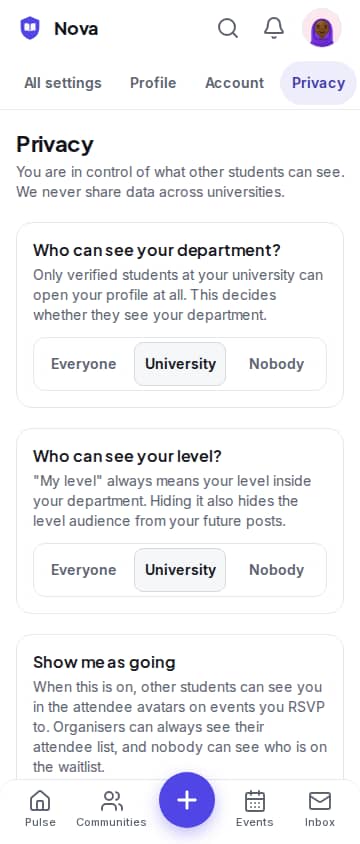 Nova
All settings Profile Account Privacy
Privacy
You are in control of what other students can see.
We never share data across universities.
Who can see your department?
Only verified students at your university can
open your profile at all. This decides
whether they see your department.
Everyone University Nobody
Who can see your level?
"My level" always means your level inside
your department. Hiding it also hides the
level audience from your future posts.
Everyone University Nobody
Show me as going
When this is on, other students can see you
in the attendee avatars on events you RSVP
to. Organisers can always see their
attendee list, and nobody can see who is on
the waitlist.
Pulse Communities Events Inbox